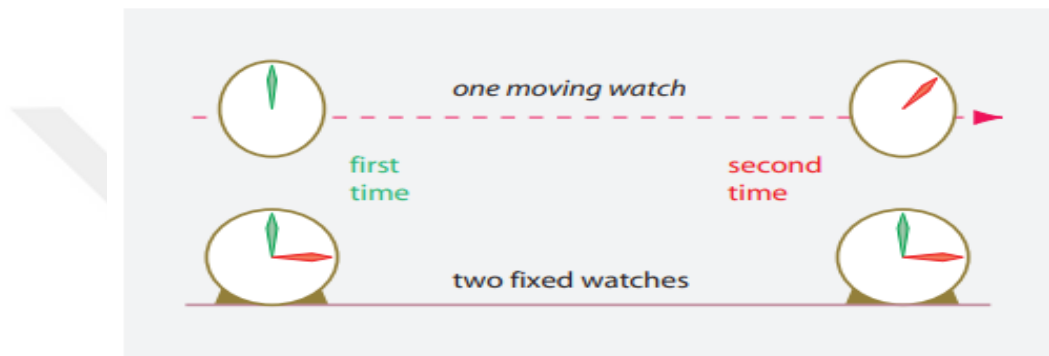 one moving watch
first
time
second
time
two fixed watches